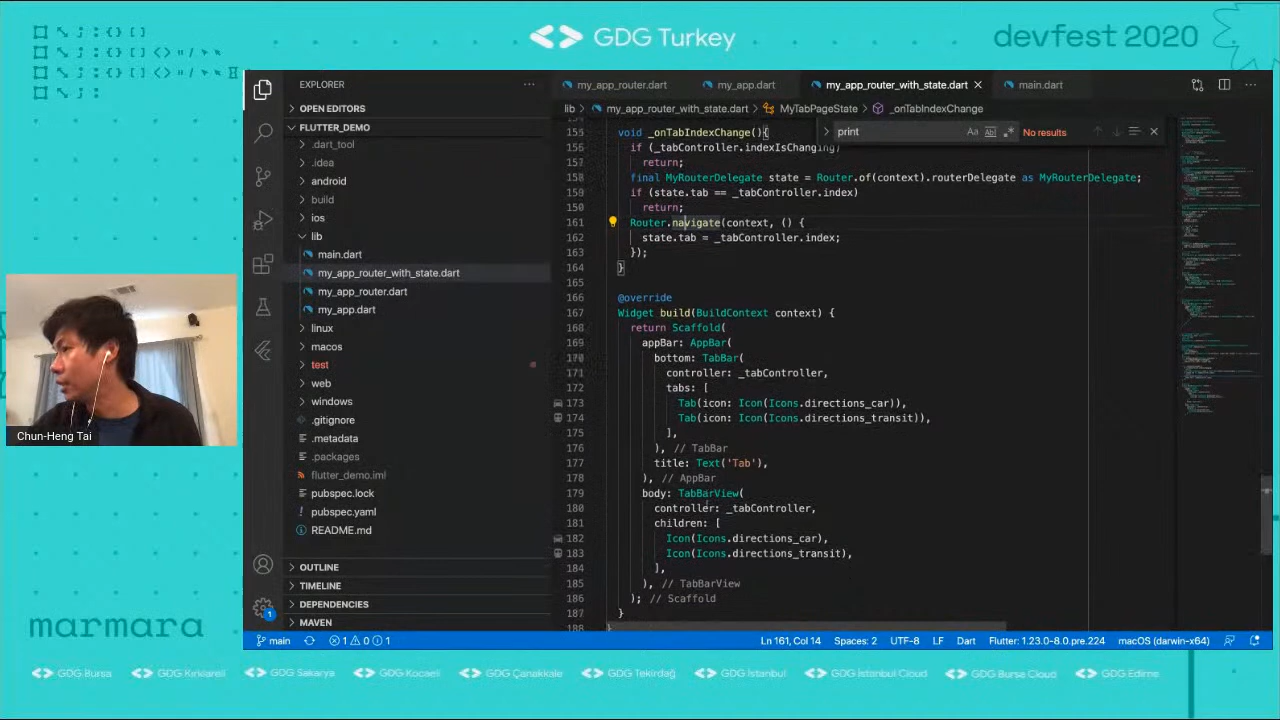 GDG Turkey
devfest 2020
EXPLORER
OPEN EDITORS
FLUTTER_DEMO
.dart_tool
.idea
android
build
ios
lib
main.dart
my_app_router_with_state.dart
my_app_router.dart
my_app.dart
linux
macos
test
web
windows
.gitignore
.metadata
.packages
flutter_demo.iml
pubspec.lock
pubspec.yaml
README.md
OUTLINE
TIMELINE
DEPENDENCIES
MAVEN
my_app_router.dart my_app.dart my_app_router_with_state.dart main.dart
lib > my_app_router_with_state.dart > MyTabPageState > _onTabIndexChange
print Aa Abl .* No results
155 void _onTabIndexChange(){
156 if (_tabController.indexIsChanging)
157 return;
158 final MyRouterDelegate state = Router.of(context).routerDelegate as MyRouterDelegate;
159 if (state.tab == _tabController.index)
150 return;
161 Router.navigate(context, () {
162 state.tab = _tabController.index;
163 });
164 }
165
166 @override
167 Widget build(BuildContext context) {
168 return Scaffold(
169 appBar: AppBar(
170 bottom: TabBar(
171 controller: _tabController,
172 tabs: [
173 Tab(icon: Icon(Icons.directions_car)),
174 Tab(icon: Icon(Icons.directions_transit)),
175 ],
176 ), // TabBar
177 title: Text('Tab'),
178 ), // AppBar
179 body: TabBarView(
180 controller: _tabController,
181 children: [
182 Icon(Icons.directions_car),
183 Icon(Icons.directions_transit),
184 ],
185 ), // TabBarView
186 ); // Scaffold
187 }
188 }
Chun-Heng Tai
1
main 1 0 1 Ln 161, Col 14 Spaces: 2 UTF-8 LF Dart Flutter: 1.23.0-8.0.pre.224 macOS (darwin-x64)
marmara
GDG Bursa GDG Kırklareli GDG Sakarya GDG Kocaeli GDG Çanakkale GDG Tekirdağ GDG İstanbul GDG İstanbul Cloud GDG Bursa Cloud GDG Edirne